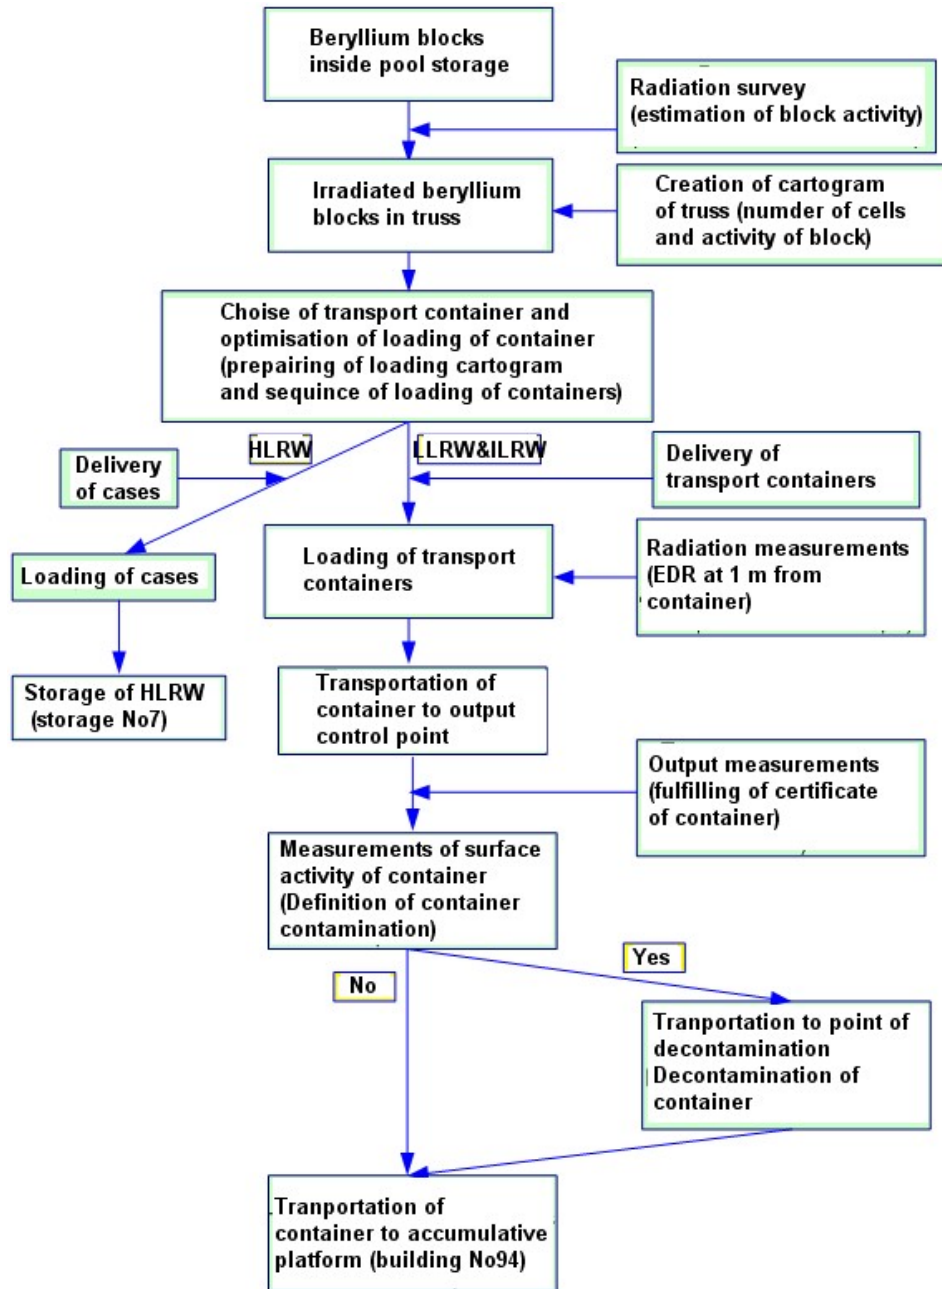 Beryllium blocks
inside pool storage
Radiation survey
(estimation of block activity)
Irradiated beryllium
blocks in truss
Creation of cartogram
of truss (numder of cells
and activity of block)
Choise of transport container and
optimisation of loading of container
(prepairing of loading cartogram
and sequince of loading of containers)
HLRW
LLRW&ILRW
Delivery
of cases
Delivery of
transport containers
Loading of cases
Loading of transport
containers
Radiation measurements
(EDR at 1 m from
container)
Storage of HLRW
(storage No7)
Transportation of
container to output
control point
Output measurements
(fulfilling of certificate
of container)
Measurements of surface
activity of container
(Definition of container
contamination)
No
Yes
Tranportation to point of
decontamination
Decontamination of
container
Tranportation of
container to accumulative
platform (building No94)